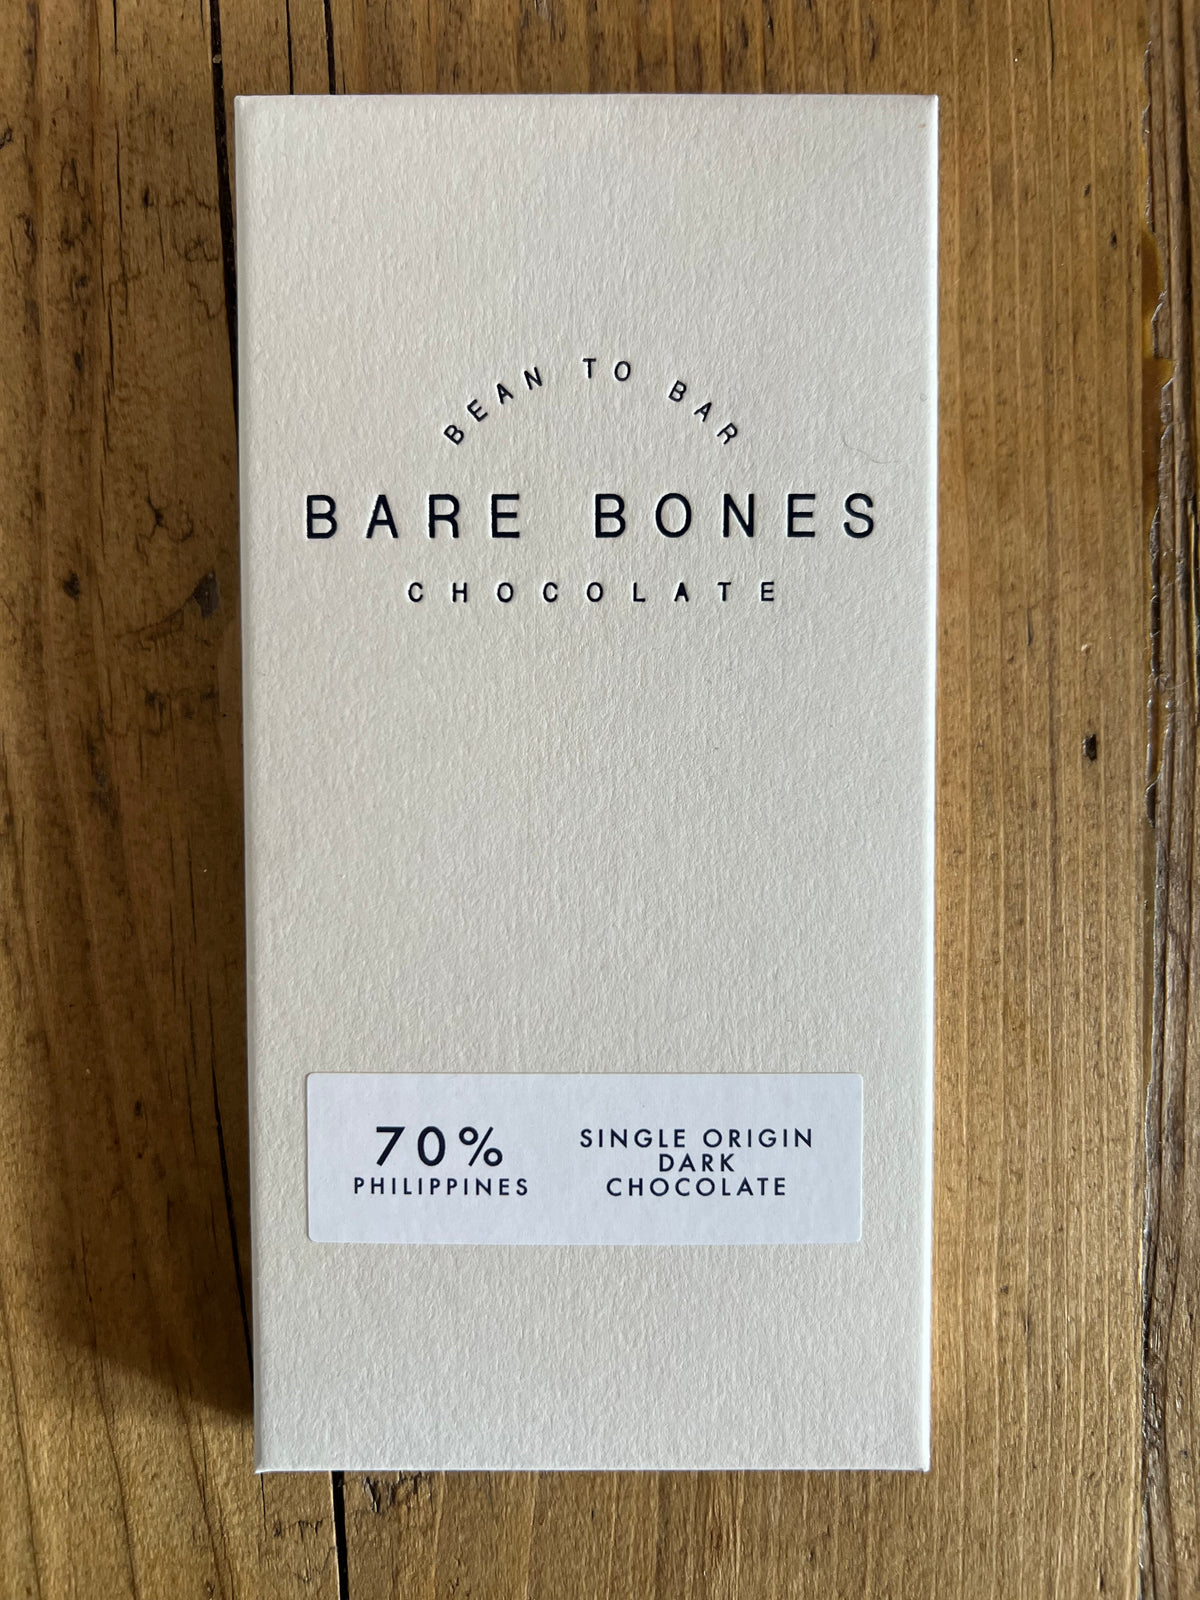 BEAN TO BAR
BARE BONES
CHOCOLATE
70%
PHILIPPINES
SINGLE ORIGIN
DARK
CHOCOLATE